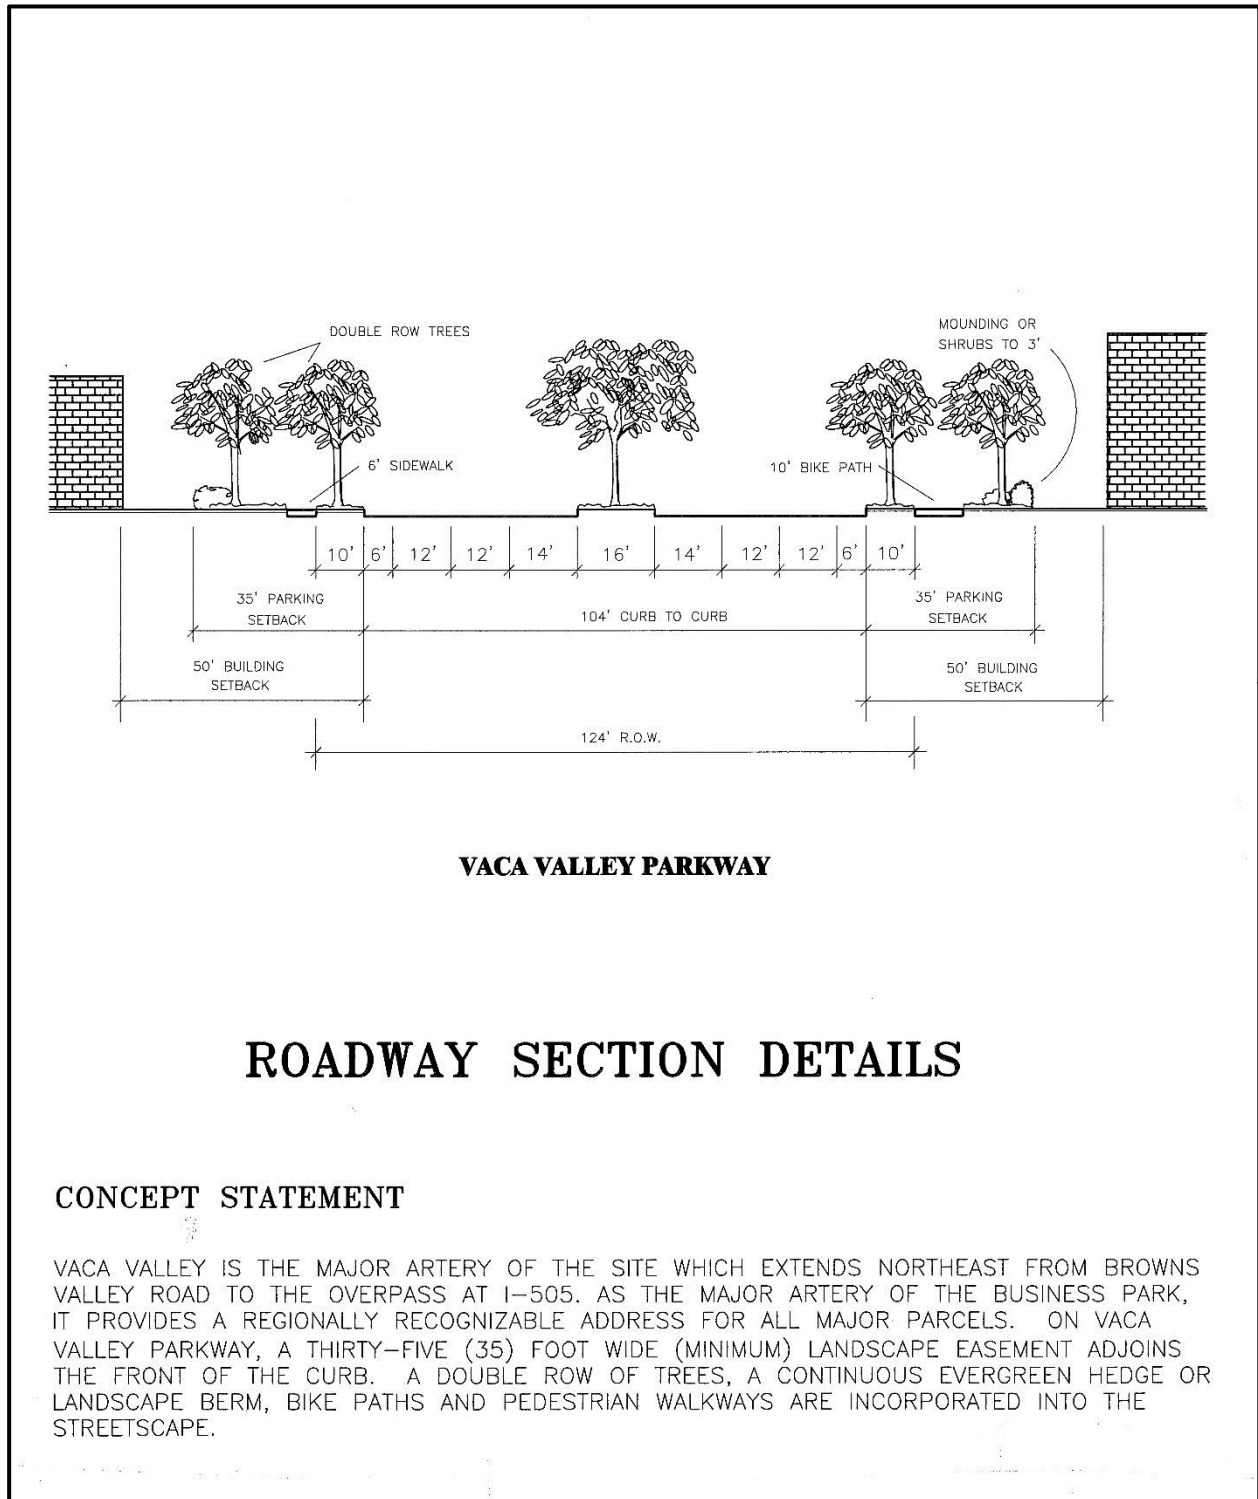 DOUBLE ROW TREES
MOUNDING OR
SHRUBS TO 3'
6' SIDEWALK
10' BIKE PATH
10' 6' 12' 12' 14' 16' 14' 12' 12' 6' 10'
35' PARKING
SETBACK
104' CURB TO CURB
35' PARKING
SETBACK
50' BUILDING
SETBACK
50' BUILDING
SETBACK
124' R.O.W.
VACA VALLEY PARKWAY
ROADWAY SECTION DETAILS
CONCEPT STATEMENT
VACA VALLEY IS THE MAJOR ARTERY OF THE SITE WHICH EXTENDS NORTHEAST FROM BROWNS
VALLEY ROAD TO THE OVERPASS AT I-505. AS THE MAJOR ARTERY OF THE BUSINESS PARK,
IT PROVIDES A REGIONALLY RECOGNIZABLE ADDRESS FOR ALL MAJOR PARCELS. ON VACA
VALLEY PARKWAY, A THIRTY-FIVE (35) FOOT WIDE (MINIMUM) LANDSCAPE EASEMENT ADJOINS
THE FRONT OF THE CURB. A DOUBLE ROW OF TREES, A CONTINUOUS EVERGREEN HEDGE OR
LANDSCAPE BERM, BIKE PATHS AND PEDESTRIAN WALKWAYS ARE INCORPORATED INTO THE
STREETSCAPE.